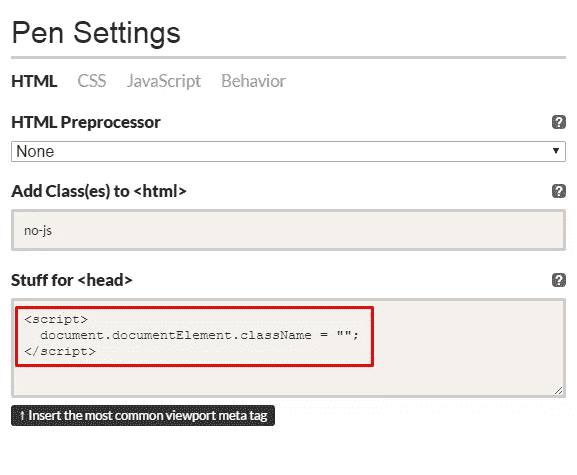 Pen Settings
HTML CSS JavaScript Behavior
HTML Preprocessor ?
None ▼
Add Class(es) to <html> ?
no-js
Stuff for <head> ?
<script>
  document.documentElement.className = "";
</script>
↑ Insert the most common viewport meta tag